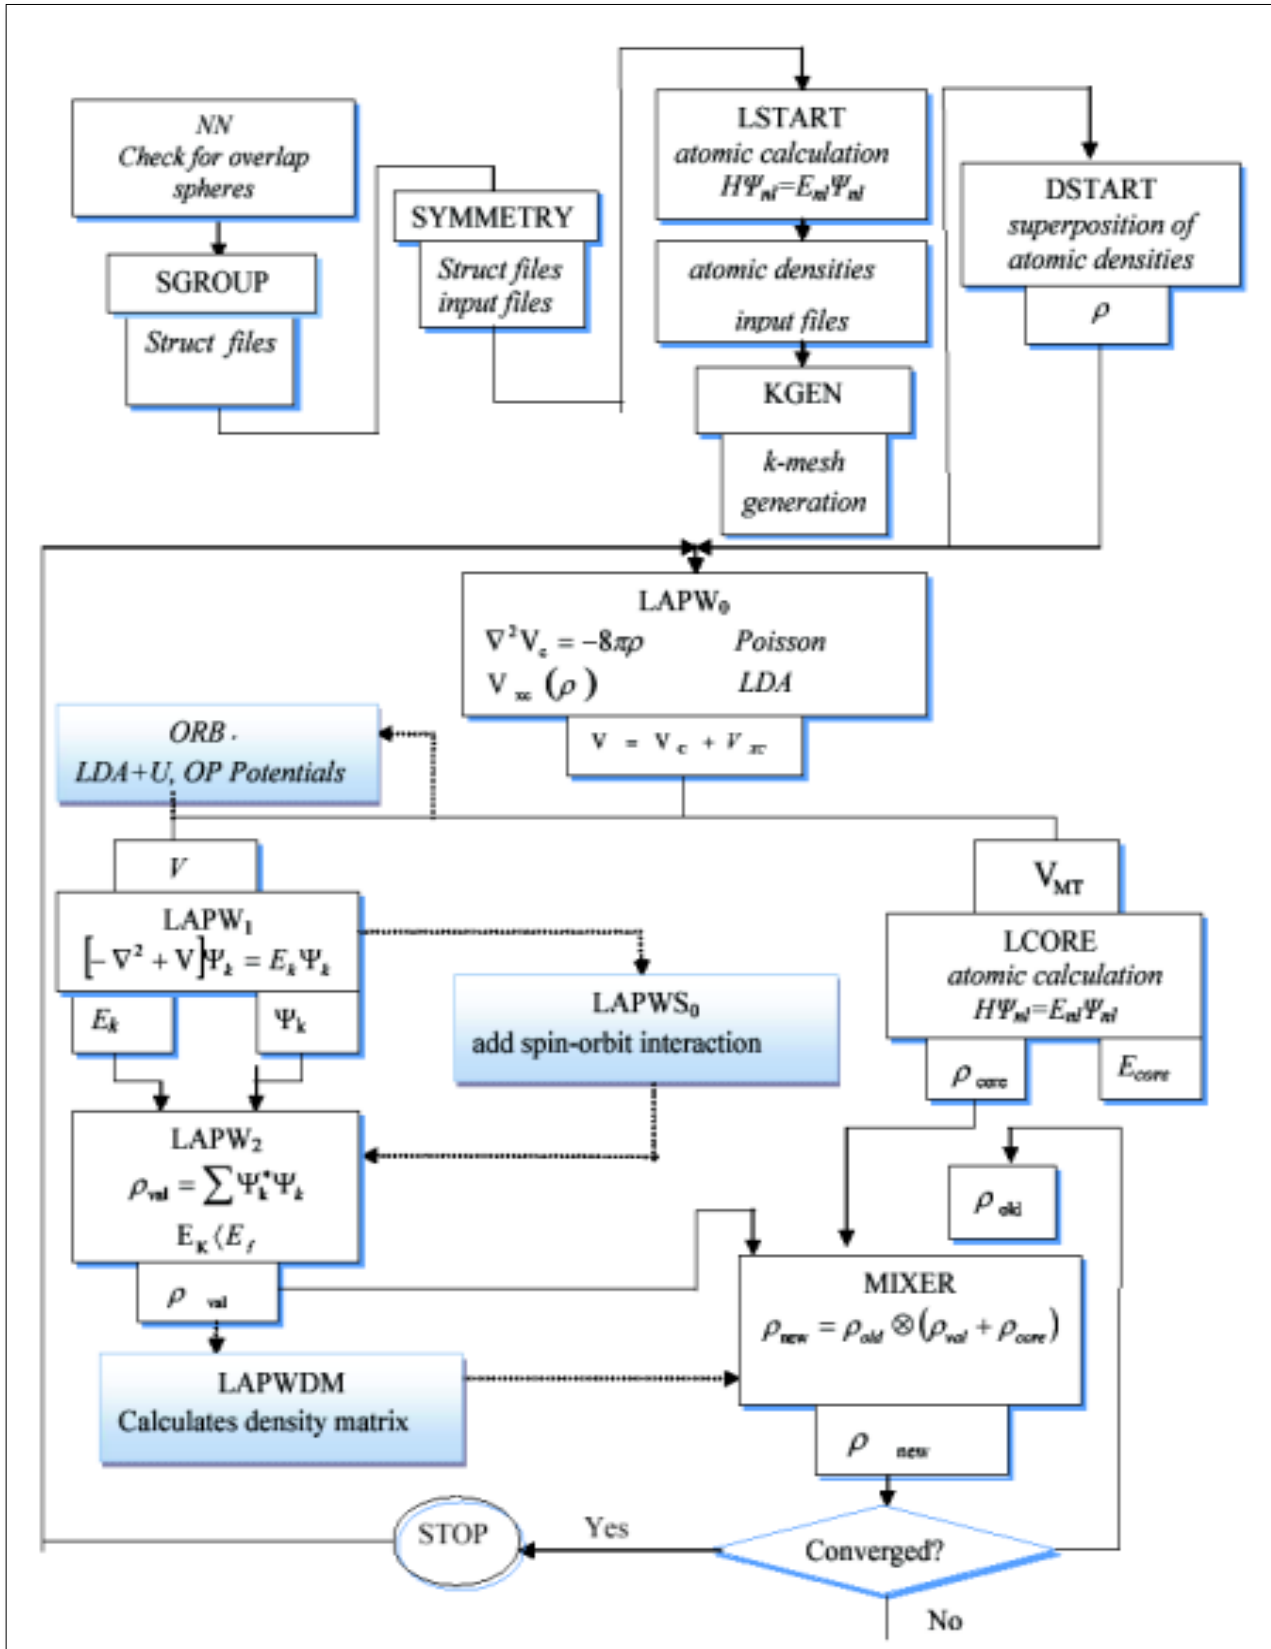 NN
Check for overlap
spheres
SGROUP
Struct files
SYMMETRY
Struct files
input files
LSTART
atomic calculation
HΨnl=EnlΨnl
atomic densities
input files
KGEN
k-mesh
generation
DSTART
superposition of
atomic densities
ρ
LAPW₀
∇²Vc = −8πρ Poisson
Vxc (ρ) LDA
V = Vc + Vxc
ORB .
LDA+U, OP Potentials
V
LAPW₁
[−∇² + V]Ψk = EkΨk
Ek
Ψk
LAPWS₀
add spin-orbit interaction
VMT
LCORE
atomic calculation
HΨnl=EnlΨnl
ρ core
Ecore
LAPW₂
ρval = ∑Ψk*Ψk
EK ⟨Ef
ρ val
ρ old
MIXER
ρnew = ρold ⊗(ρval + ρcore)
LAPWDM
Calculates density matrix
ρ new
STOP
Yes
Converged?
No